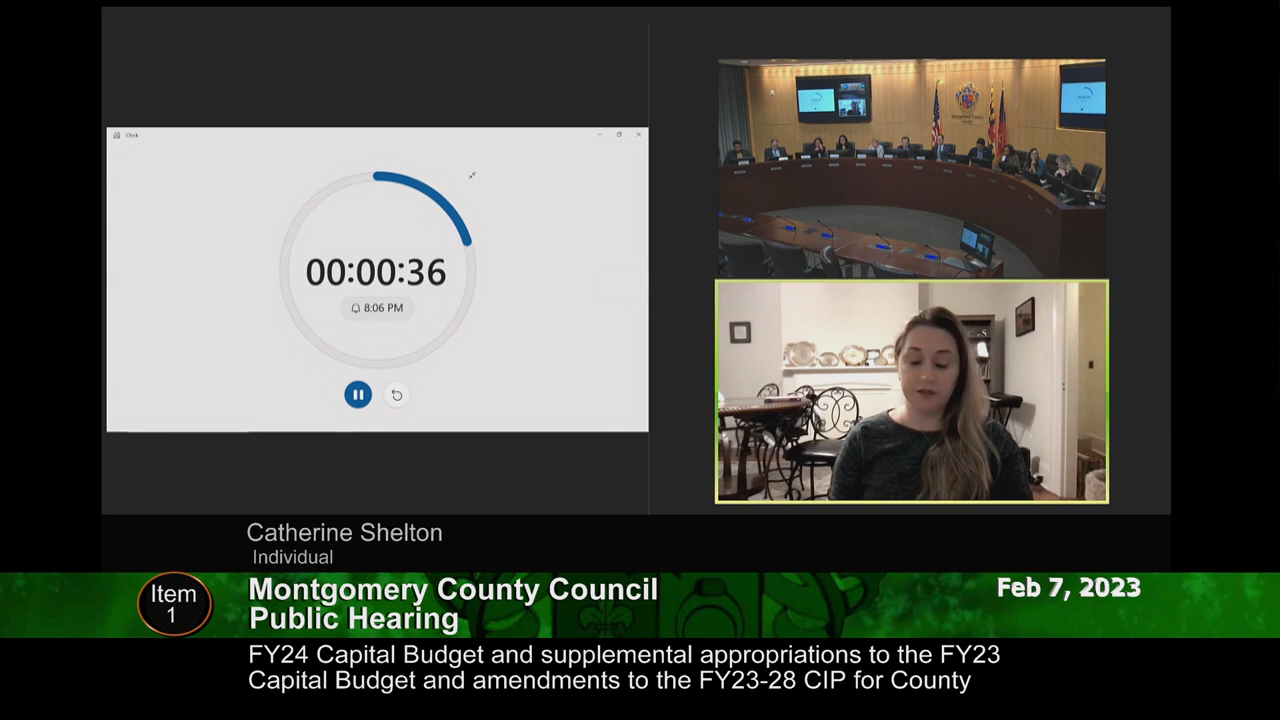 Clock
00:00:36
8:06 PM
Catherine Shelton
Individual
Item
1
Montgomery County Council
Public Hearing
Feb 7, 2023
FY24 Capital Budget and supplemental appropriations to the FY23
Capital Budget and amendments to the FY23-28 CIP for County